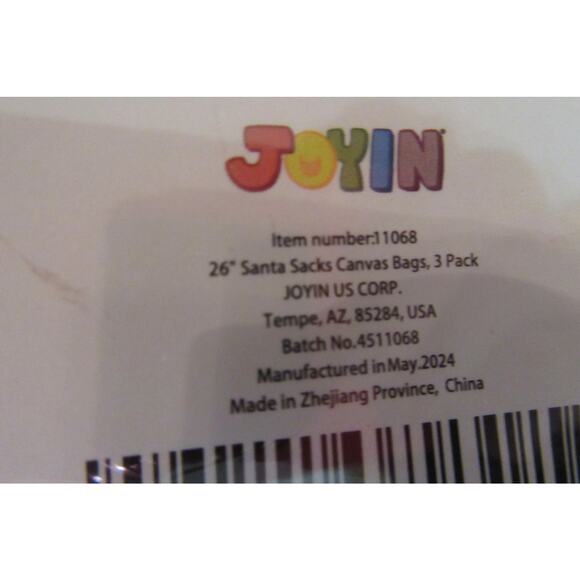 JOYIN
Item number:11068
26" Santa Sacks Canvas Bags, 3 Pack
JOYIN US CORP.
Tempe, AZ, 85284, USA
Batch No.4511068
Manufactured in May.2024
Made in Zhejiang Province, China